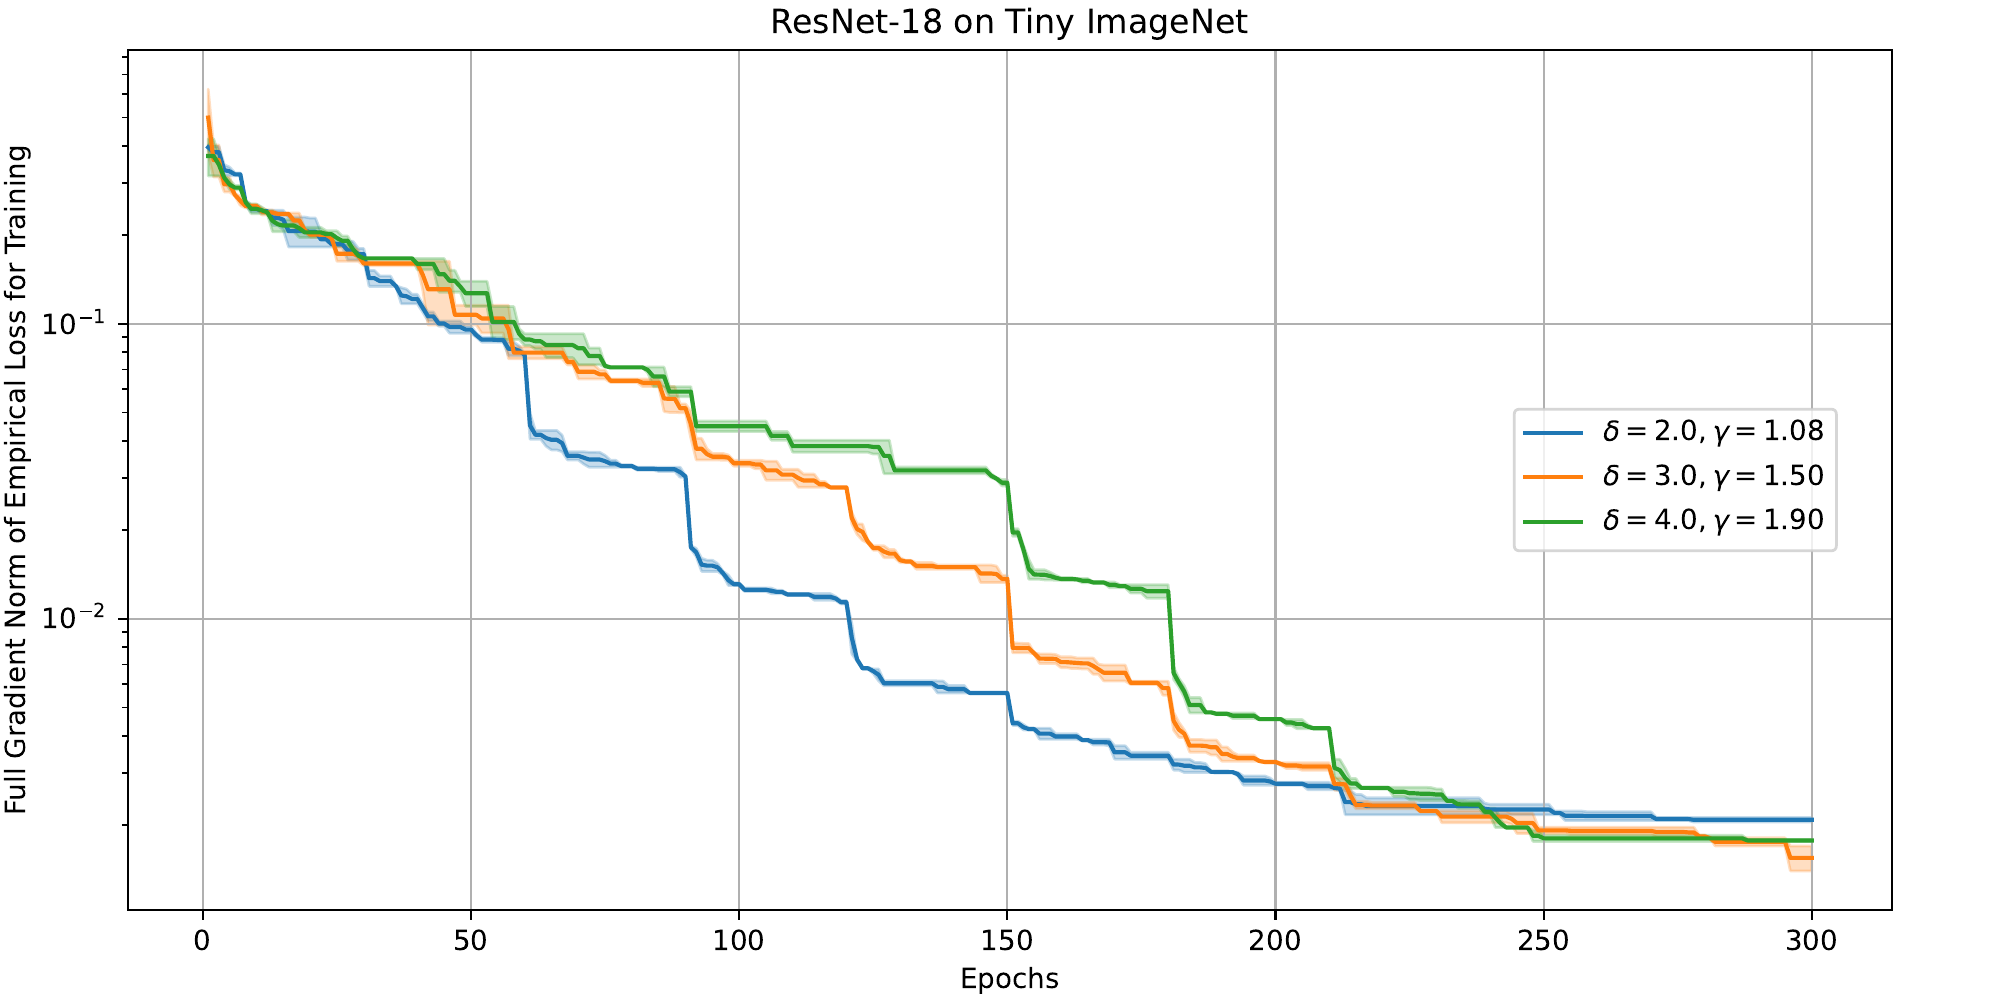 ResNet-18 on Tiny ImageNet
Full Gradient Norm of Empirical Loss for Training
10⁻¹
10⁻²
δ = 2.0, γ = 1.08
δ = 3.0, γ = 1.50
δ = 4.0, γ = 1.90
0 50 100 150 200 250 300
Epochs